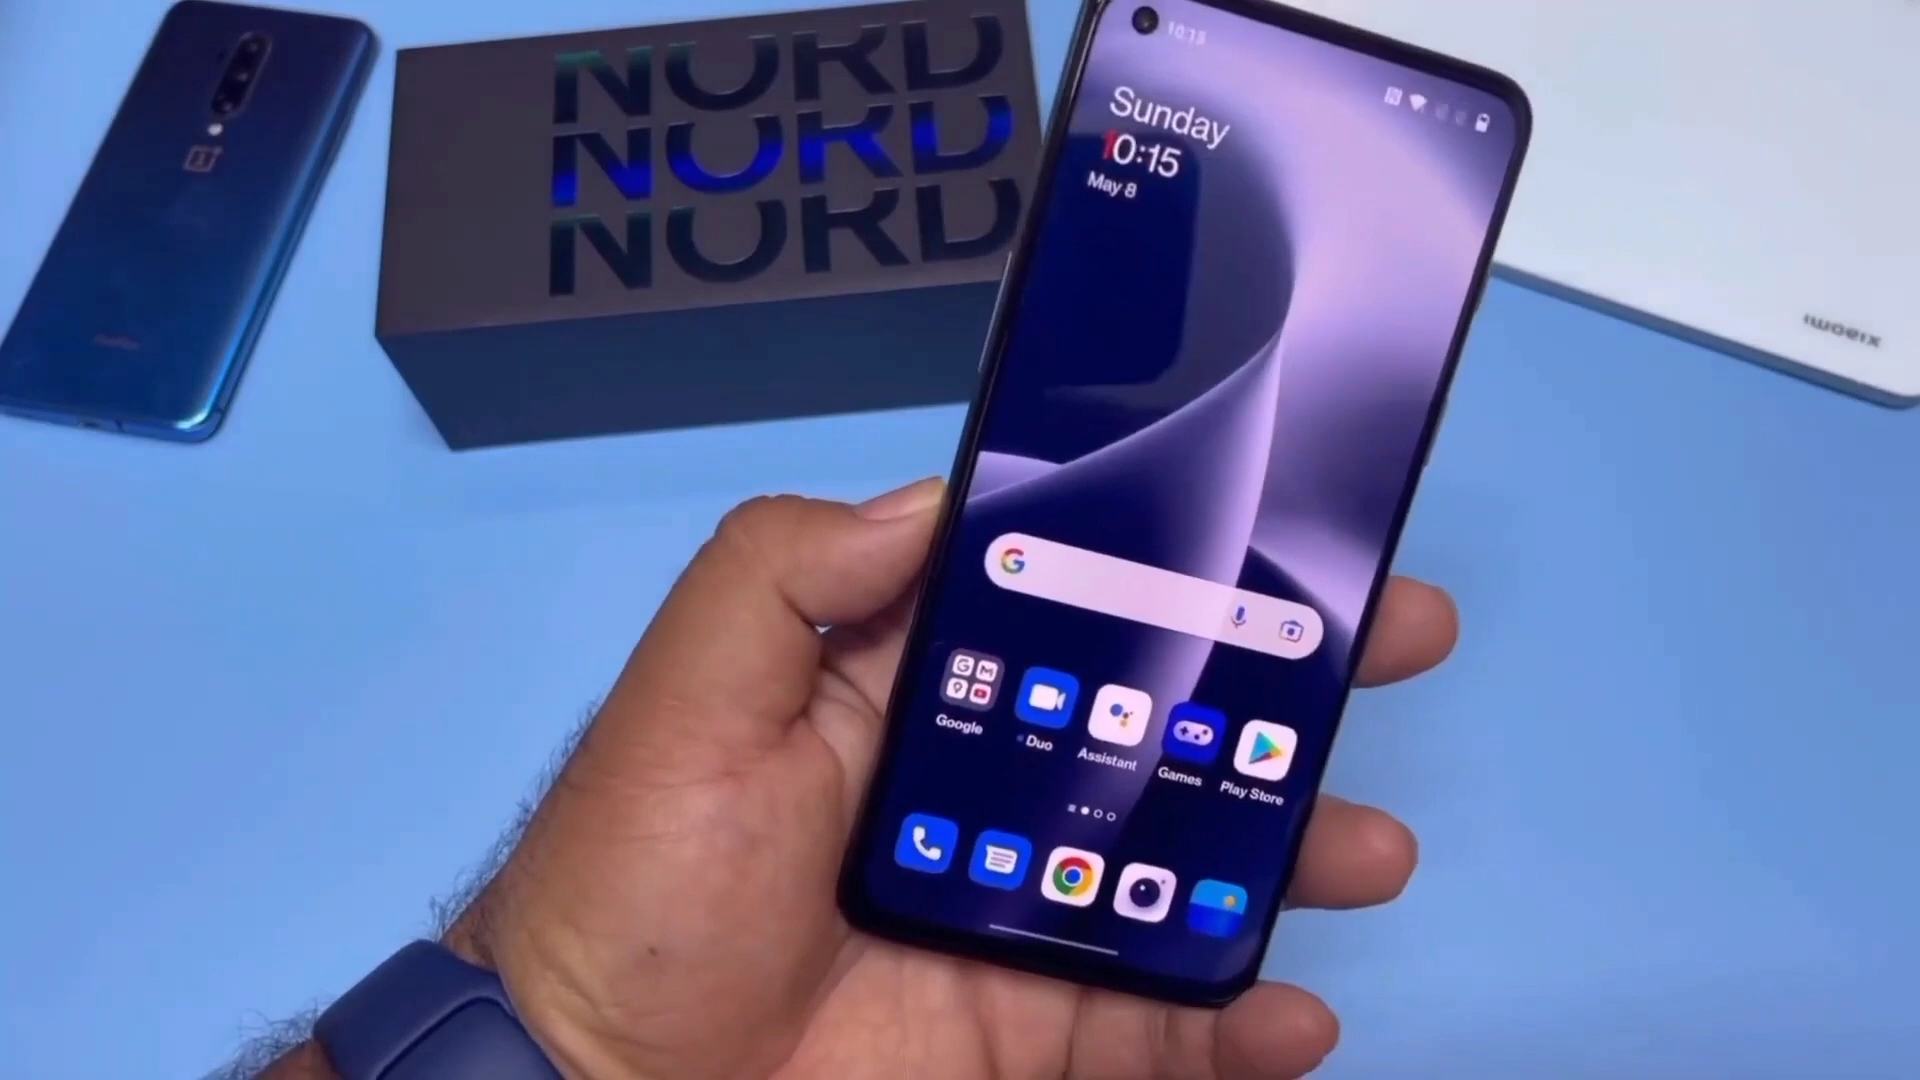 NORD
NORD
NORD
10:15
Sunday
10:15
May 8
xiaomi
Google
Duo
Assistant
Games
Play Store